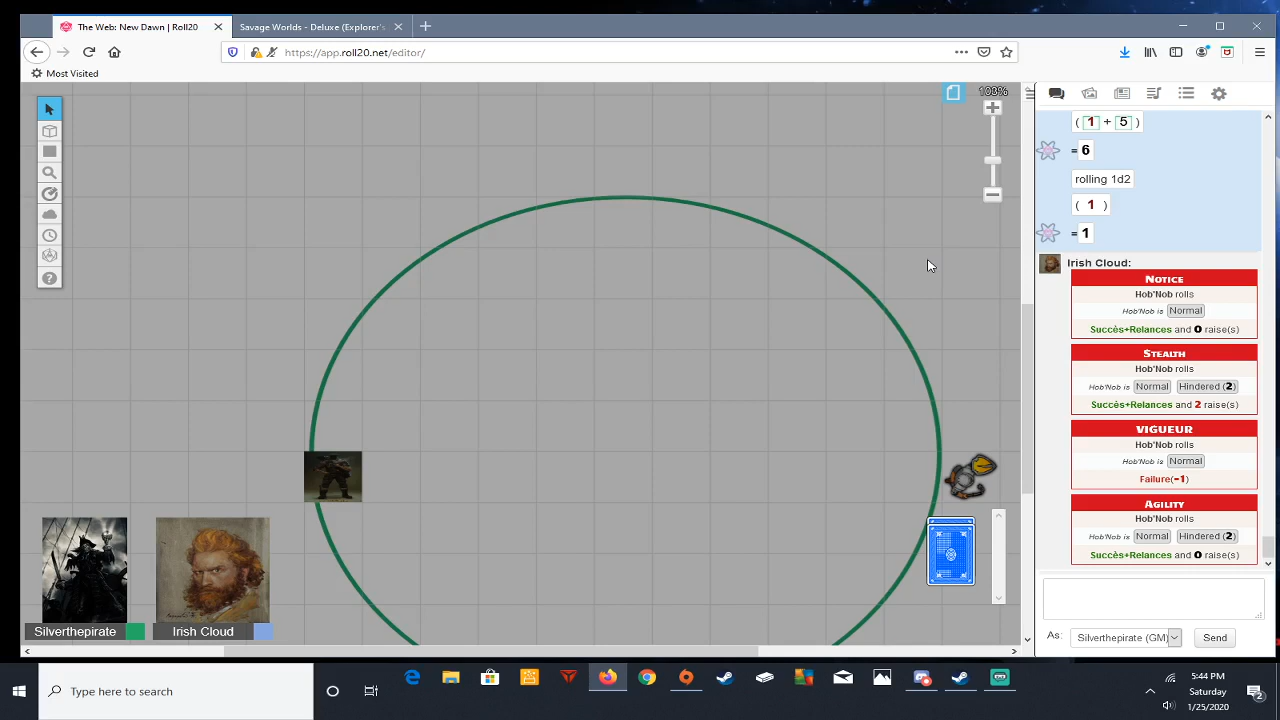 The Web: New Dawn | Roll20
Savage Worlds - Deluxe (Explorer's
https://app.roll20.net/editor/
Most Visited
103%
( 1 + 5 )
= 6
rolling 1d2
( 1 )
= 1
Irish Cloud:
NOTICE
Hob'Nob rolls
Hob'Nob is Normal
Succès+Relances and 0 raise(s)
STEALTH
Hob'Nob rolls
Hob'Nob is Normal Hindered (2)
Succès+Relances and 2 raise(s)
VIGUEUR
Hob'Nob rolls
Hob'Nob is Normal
Failure(-1)
AGILITY
Hob'Nob rolls
Hob'Nob is Normal Hindered (2)
Succès+Relances and 0 raise(s)
Silverthepirate
Irish Cloud
As: Silverthepirate (GM) Send
Type here to search
5:44 PM
Saturday
1/25/2020
2